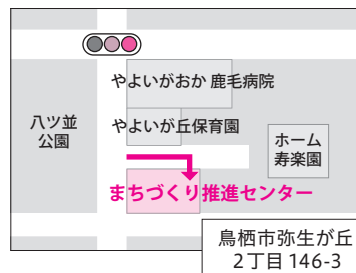 やよいがおか 鹿毛病院
八ツ並
公園
やよいが丘保育園
ホーム
寿楽園
まちづくり推進センター
鳥栖市弥生が丘
2丁目 146-3